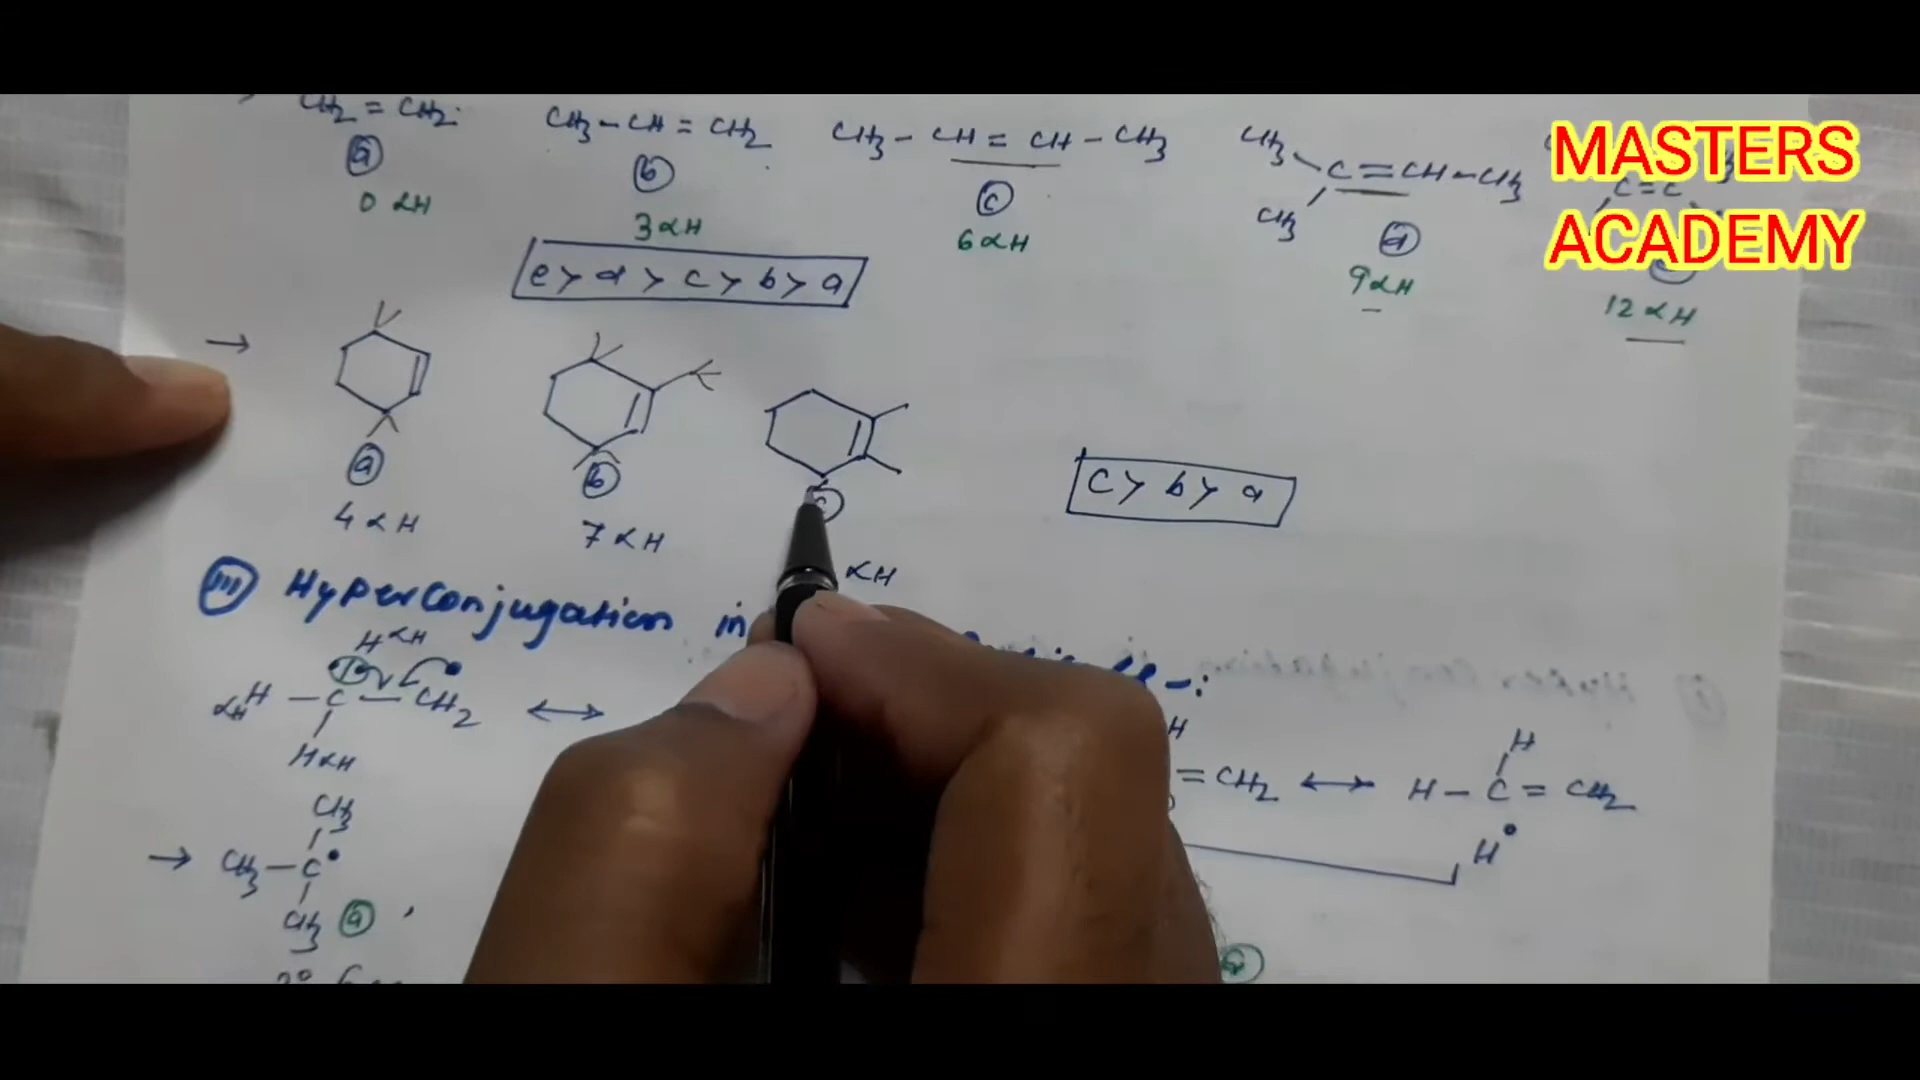 CH2 = CH2
CH3 - CH = CH2
CH3 - CH = CH - CH3
CH3
C = CH - CH3
CH3
C = C
MASTERS
ACADEMY
a
b
c
d
0 αH
3 αH
6 αH
9 αH
12 αH
e > d > c > b > a
→
a
b
c
4 αH
7 αH
αH
c > b > a
III Hyperconjugation in
H αH
αH H - C - CH2 ↔
H αH
H
= CH2 ↔ H - C = CH2
H
CH3
→ CH3 - C•
CH3 a ,